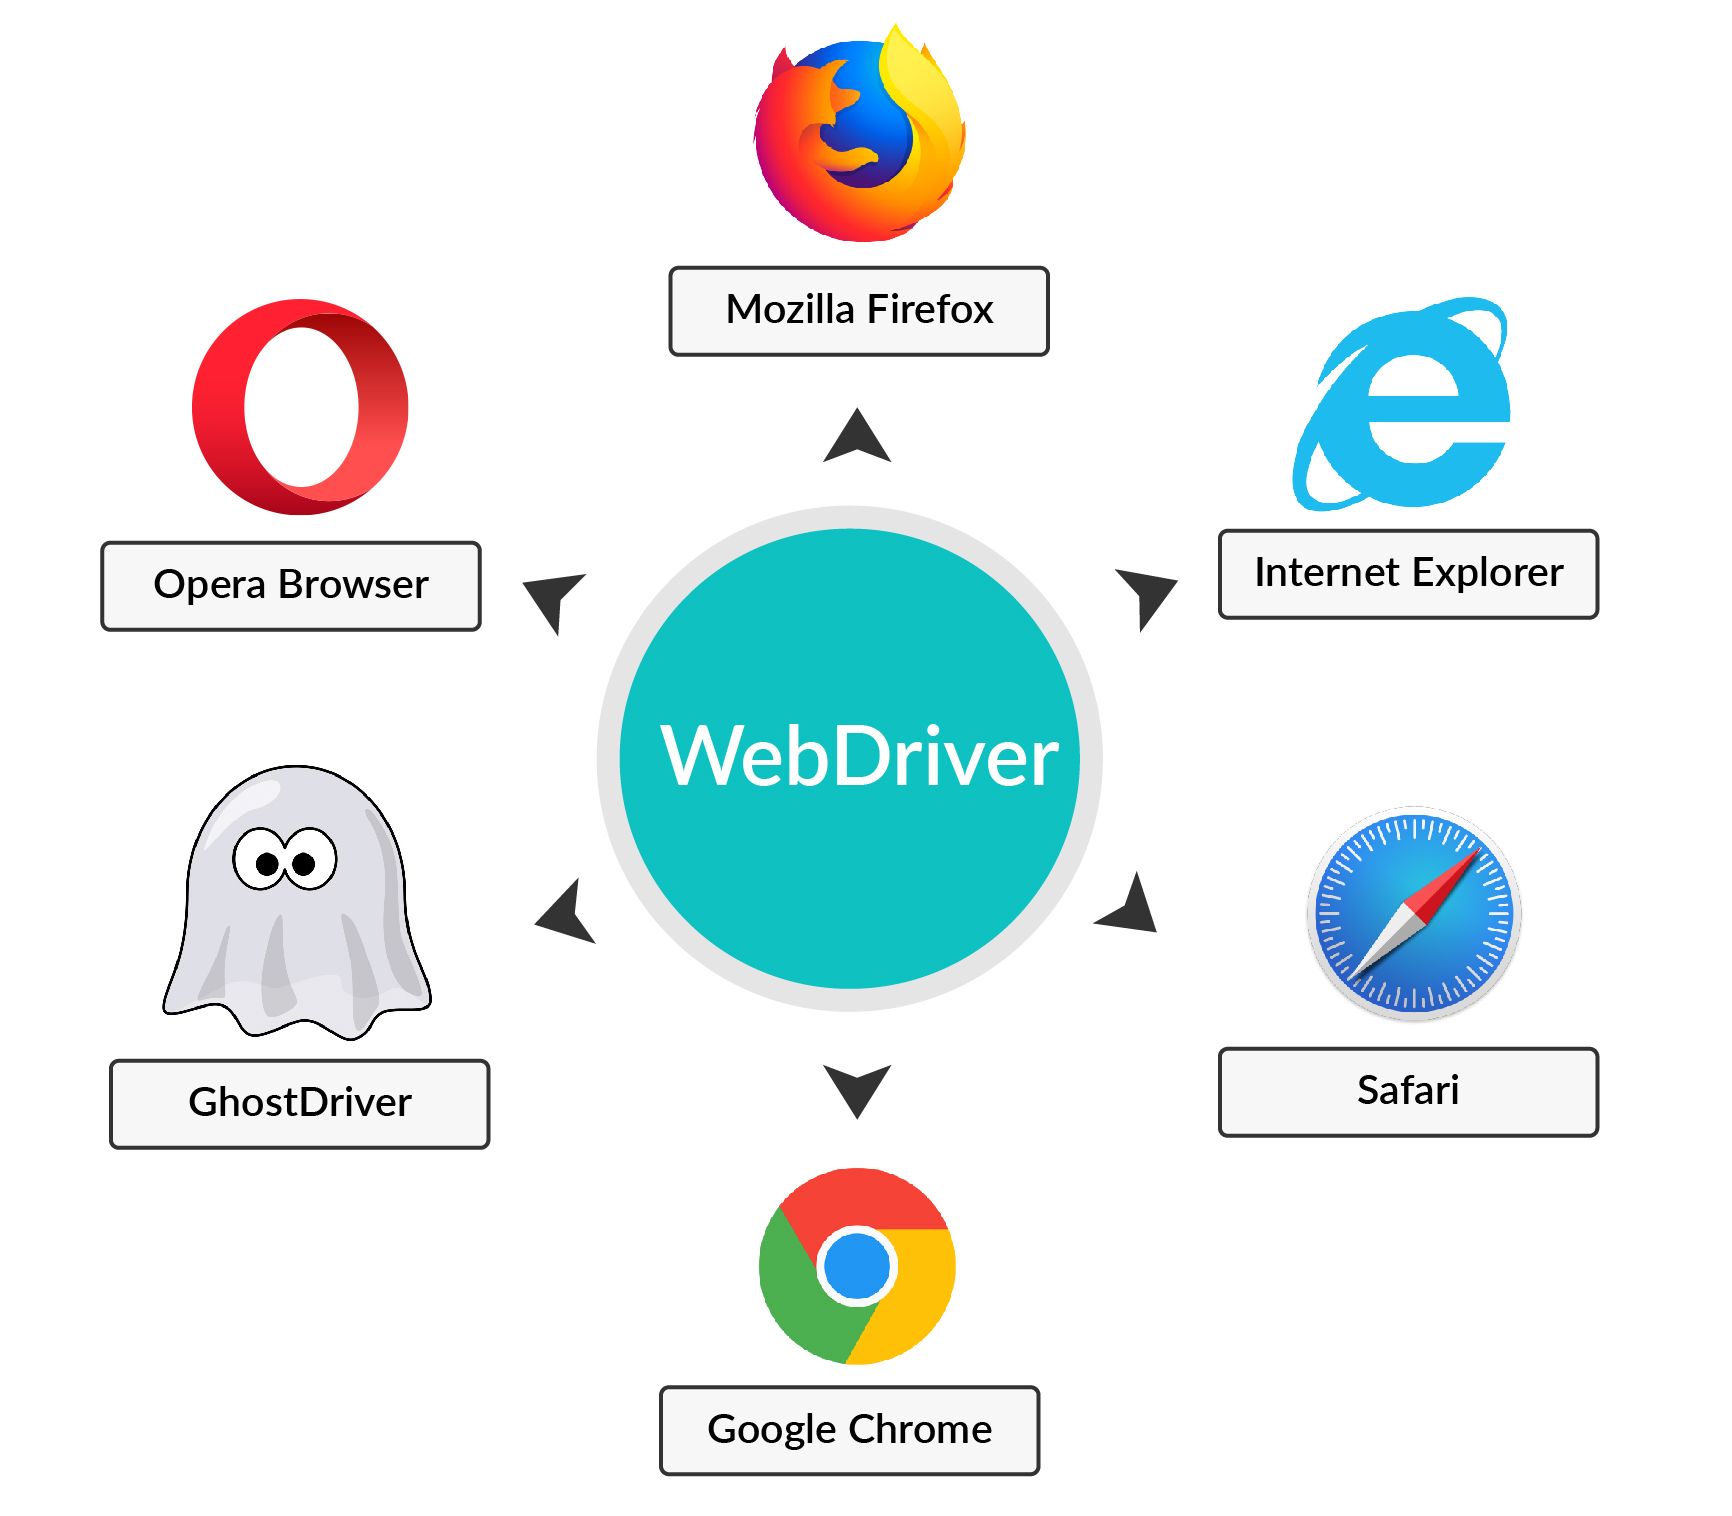 Mozilla Firefox
Opera Browser
Internet Explorer
WebDriver
GhostDriver
Safari
Google Chrome